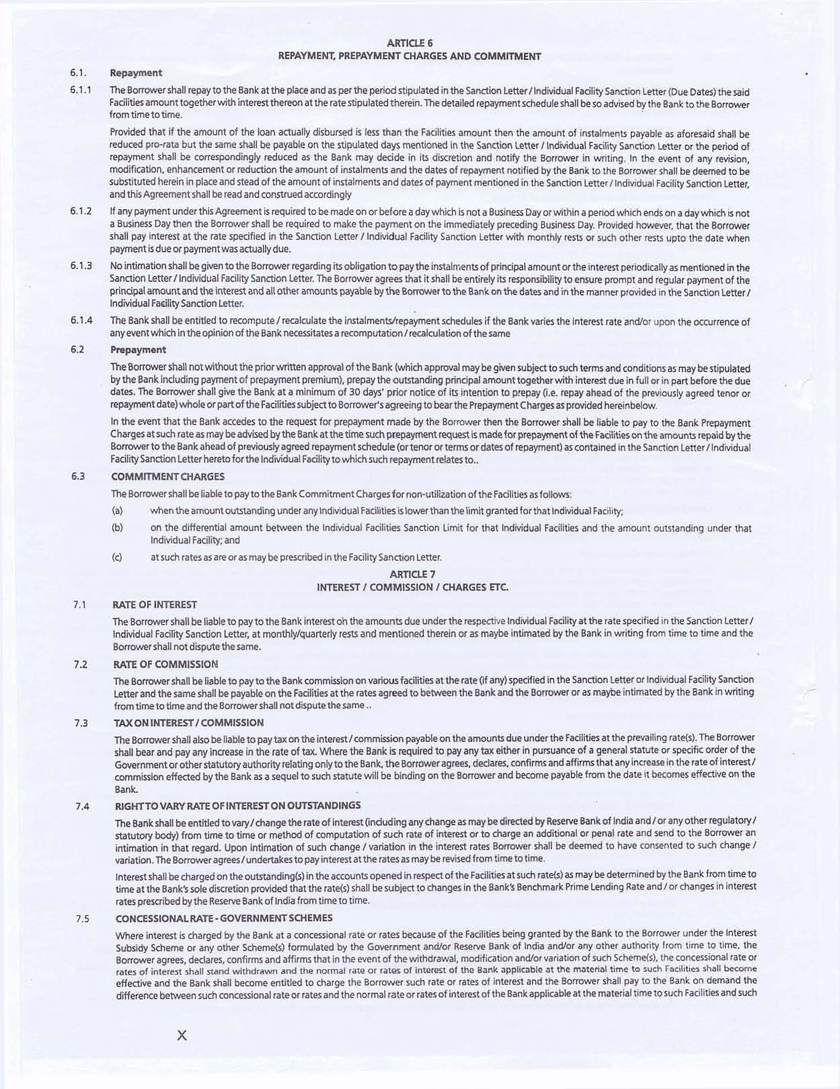 ARTICLE 6
REPAYMENT, PREPAYMENT CHARGES AND COMMITMENT
6.1. Repayment
6.1.1 The Borrower shall repay to the Bank at the place and as per the period stipulated in the Sanction Letter / Individual Facility Sanction Letter (Due Dates) the said
Facilities amount together with interest thereon at the rate stipulated therein. The detailed repayment schedule shall be so advised by the Bank to the Borrower
from time to time.
Provided that if the amount of the loan actually disbursed is less than the Facilities amount then the amount of instalments payable as aforesaid shall be
reduced pro-rata but the same shall be payable on the stipulated days mentioned in the Sanction Letter / Individual Facility Sanction Letter or the period of
repayment shall be correspondingly reduced as the Bank may decide in its discretion and notify the Borrower in writing. In the event of any revision,
modification, enhancement or reduction the amount of instalments and the dates of repayment notified by the Bank to the Borrower shall be deemed to be
substituted herein in place and stead of the amount of instalments and dates of payment mentioned in the Sanction Letter / Individual Facility Sanction Letter,
and this Agreement shall be read and construed accordingly
6.1.2 If any payment under this Agreement is required to be made on or before a day which is not a Business Day or within a period which ends on a day which is not
a Business Day then the Borrower shall be required to make the payment on the immediately preceding Business Day. Provided however, that the Borrower
shall pay interest at the rate specified in the Sanction Letter / Individual Facility Sanction Letter with monthly rests or such other rests upto the date when
payment is due or payment was actually due.
6.1.3 No intimation shall be given to the Borrower regarding its obligation to pay the instalments of principal amount or the interest periodically as mentioned in the
Sanction Letter / Individual Facility Sanction Letter. The Borrower agrees that it shall be entirely its responsibility to ensure prompt and regular payment of the
principal amount and the interest and all other amounts payable by the Borrower to the Bank on the dates and in the manner provided in the Sanction Letter /
Individual Facility Sanction Letter.
6.1.4 The Bank shall be entitled to recompute / recalculate the instalments/repayment schedules if the Bank varies the interest rate and/or upon the occurrence of
any event which in the opinion of the Bank necessitates a recomputation / recalculation of the same
6.2 Prepayment
The Borrower shall not without the prior written approval of the Bank (which approval may be given subject to such terms and conditions as may be stipulated
by the Bank including payment of prepayment premium), prepay the outstanding principal amount together with interest due in full or in part before the due
dates. The Borrower shall give the Bank at a minimum of 30 days' prior notice of its intention to prepay (i.e. repay ahead of the previously agreed tenor or
repayment date) whole or part of the Facilities subject to Borrower's agreeing to bear the Prepayment Charges as provided hereinbelow.
In the event that the Bank accedes to the request for prepayment made by the Borrower then the Borrower shall be liable to pay to the Bank Prepayment
Charges at such rate as may be advised by the Bank at the time such prepayment request is made for prepayment of the Facilities on the amounts repaid by the
Borrower to the Bank ahead of previously agreed repayment schedule (or tenor or terms or dates of repayment) as contained in the Sanction Letter / Individual
Facility Sanction Letter hereto for the Individual Facility to which such repayment relates to..
6.3 COMMITMENT CHARGES
The Borrower shall be liable to pay to the Bank Commitment Charges for non-utilization of the Facilities as follows:
(a) when the amount outstanding under any Individual Facilities is lower than the limit granted for that Individual Facility;
(b) on the differential amount between the Individual Facilities Sanction Limit for that Individual Facilities and the amount outstanding under that
Individual Facility; and
(c) at such rates as are or as may be prescribed in the Facility Sanction Letter.
ARTICLE 7
INTEREST / COMMISSION / CHARGES ETC.
7.1 RATE OF INTEREST
The Borrower shall be liable to pay to the Bank interest on the amounts due under the respective Individual Facility at the rate specified in the Sanction Letter /
Individual Facility Sanction Letter, at monthly/quarterly rests and mentioned therein or as maybe intimated by the Bank in writing from time to time and the
Borrower shall not dispute the same.
7.2 RATE OF COMMISSION
The Borrower shall be liable to pay to the Bank commission on various facilities at the rate (if any) specified in the Sanction Letter or Individual Facility Sanction
Letter and the same shall be payable on the Facilities at the rates agreed to between the Bank and the Borrower or as maybe intimated by the Bank in writing
from time to time and the Borrower shall not dispute the same ..
7.3 TAX ON INTEREST / COMMISSION
The Borrower shall also be liable to pay tax on the interest / commission payable on the amounts due under the Facilities at the prevailing rate(s). The Borrower
shall bear and pay any increase in the rate of tax. Where the Bank is required to pay any tax either in pursuance of a general statute or specific order of the
Government or other statutory authority relating only to the Bank, the Borrower agrees, declares, confirms and affirms that any increase in the rate of interest /
commission effected by the Bank as a sequel to such statute will be binding on the Borrower and become payable from the date it becomes effective on the
Bank.
7.4 RIGHT TO VARY RATE OF INTEREST ON OUTSTANDINGS
The Bank shall be entitled to vary / change the rate of interest (including any change as may be directed by Reserve Bank of India and / or any other regulatory /
statutory body) from time to time or method of computation of such rate of interest or to charge an additional or penal rate and send to the Borrower an
intimation in that regard. Upon intimation of such change / variation in the interest rates Borrower shall be deemed to have consented to such change /
variation. The Borrower agrees / undertakes to pay interest at the rates as may be revised from time to time.
Interest shall be charged on the outstanding(s) in the accounts opened in respect of the Facilities at such rate(s) as may be determined by the Bank from time to
time at the Bank's sole discretion provided that the rate(s) shall be subject to changes in the Bank's Benchmark Prime Lending Rate and / or changes in interest
rates prescribed by the Reserve Bank of India from time to time.
7.5 CONCESSIONAL RATE - GOVERNMENT SCHEMES
Where interest is charged by the Bank at a concessional rate or rates because of the Facilities being granted by the Bank to the Borrower under the Interest
Subsidy Scheme or any other Scheme(s) formulated by the Government and/or Reserve Bank of India and/or any other authority from time to time, the
Borrower agrees, declares, confirms and affirms that in the event of the withdrawal, modification and/or variation of such Scheme(s), the concessional rate or
rates of interest shall stand withdrawn and the normal rate or rates of interest of the Bank applicable at the material time to such Facilities shall become
effective and the Bank shall become entitled to charge the Borrower such rate or rates of interest and the Borrower shall pay to the Bank on demand the
difference between such concessional rate or rates and the normal rate or rates of interest of the Bank applicable at the material time to such Facilities and such
X